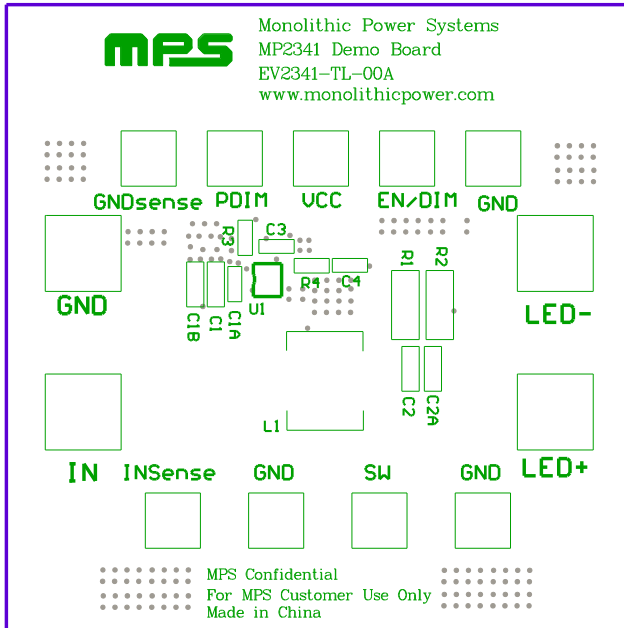 Monolithic Power Systems
mps
MP2341 Demo Board
EV2341-TL-00A
www.monolithicpower.com
GNDsense PDIM VCC EN/DIM GND
R3 C3
GND R4 C4 R1 R2 LED-
U1
C1B C1 C1A
C2 C2A
L1
IN INSense GND SW GND LED+
MPS Confidential
For MPS Customer Use Only
Made in China